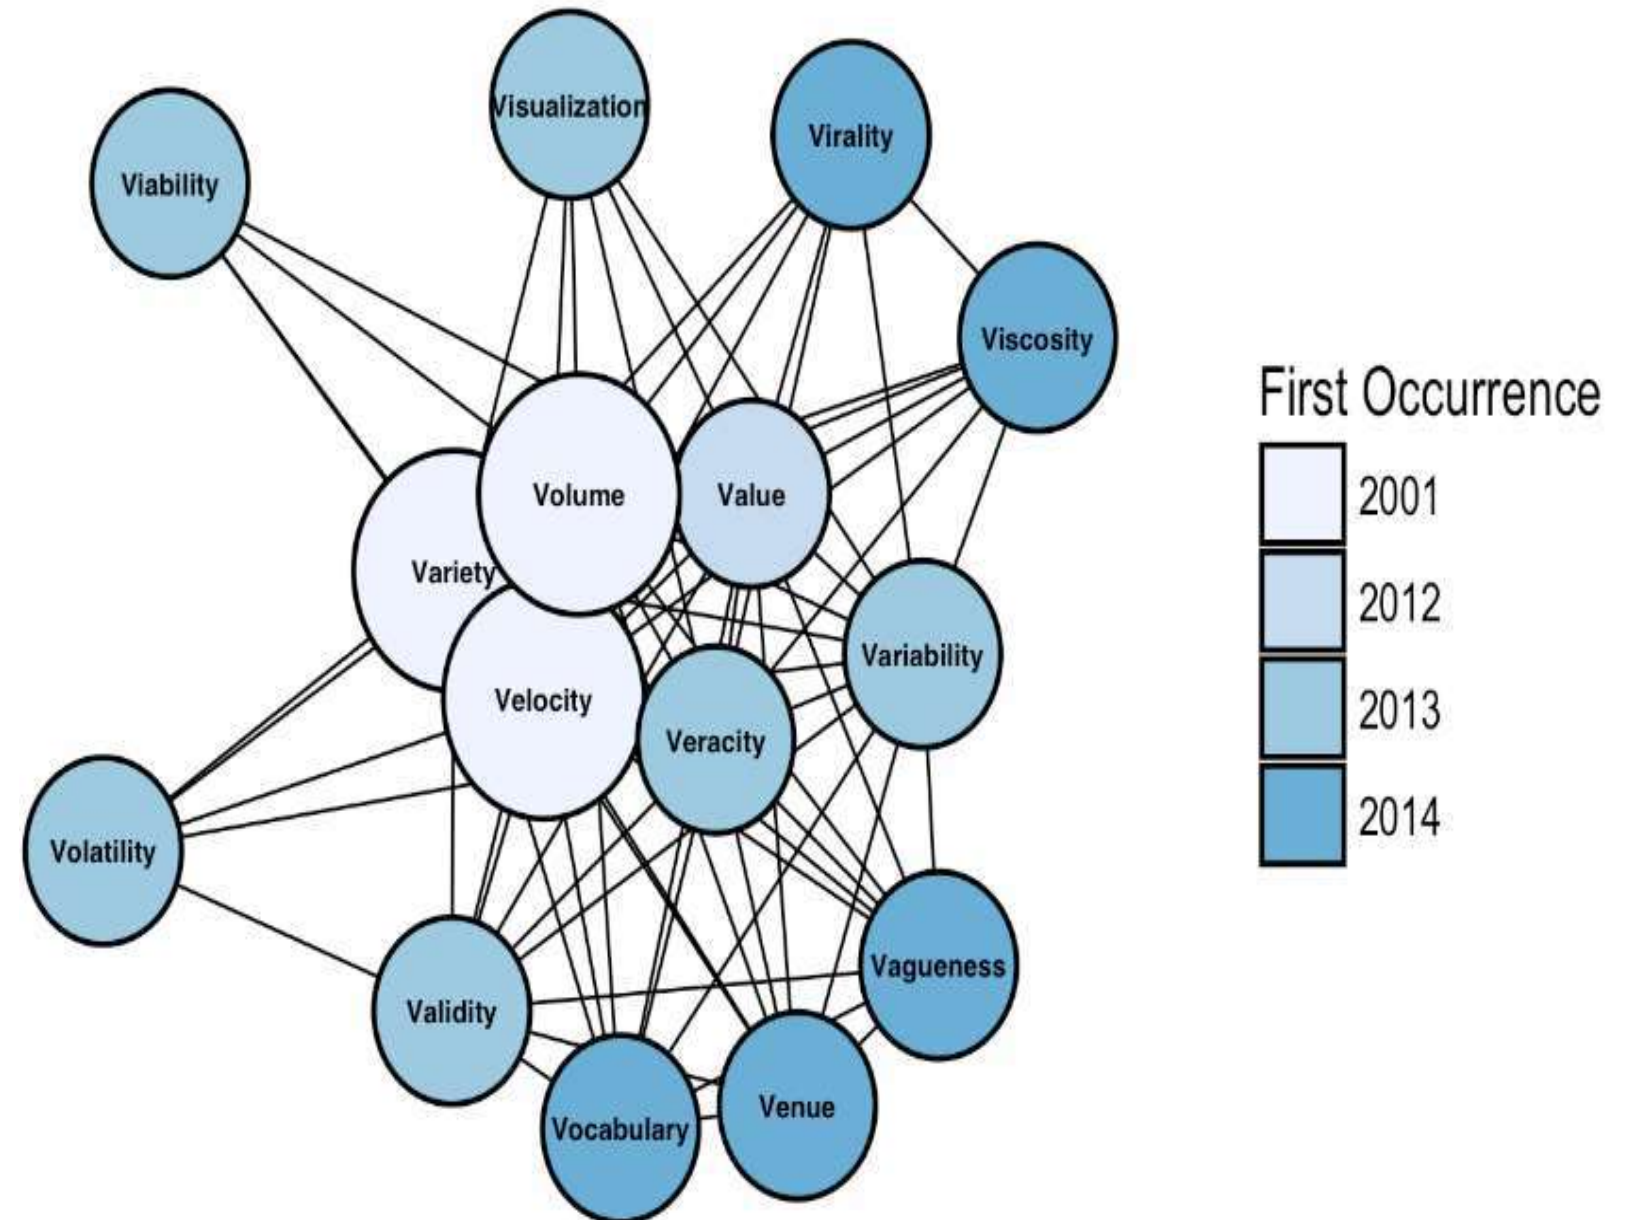 Visualization
Virality
Viability
Viscosity
Volume
Value
Variety
Variability
Velocity
Veracity
Volatility
Vagueness
Validity
Venue
Vocabulary
First Occurrence
2001
2012
2013
2014